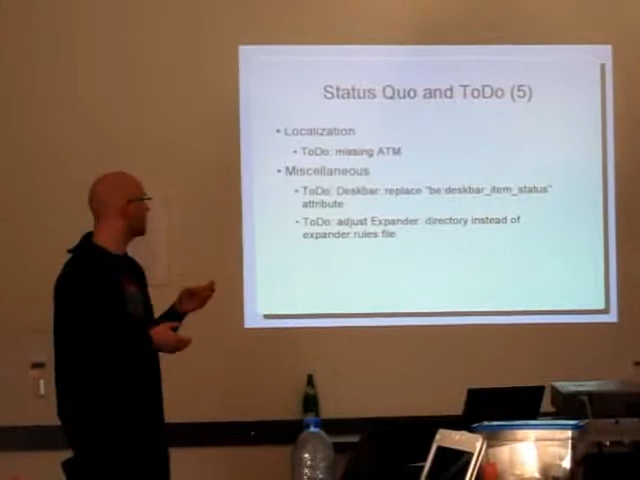 Status Quo and ToDo (5)
• Localization
• ToDo: missing ATM
• Miscellaneous
• ToDo: Deskbar: replace "be:deskbar_item_status"
attribute
• ToDo: adjust Expander: directory instead of
expander.rules file